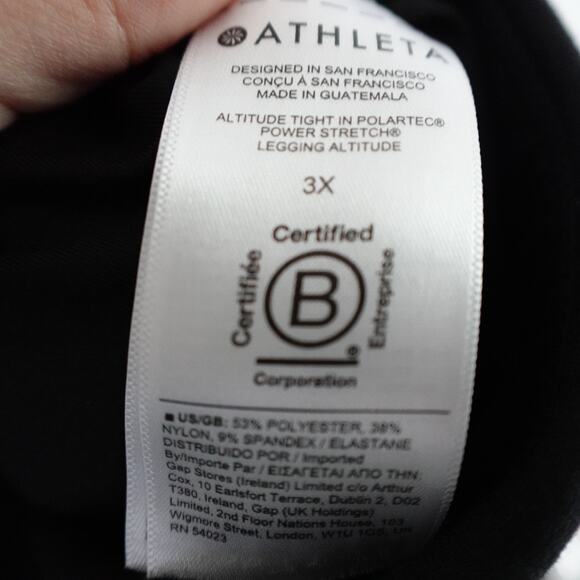 ATHLETA
DESIGNED IN SAN FRANCISCO
CONÇU À SAN FRANCISCO
MADE IN GUATEMALA
ALTITUDE TIGHT IN POLARTEC®
POWER STRETCH®
LEGGING ALTITUDE
3X
Certified
Certifiée
B
Entreprise
®
Corporation
■ US/GB: 53% POLYESTER, 38%
NYLON, 9% SPANDEX / ELASTANE
DISTRIBUÉ PAR / Imported
By/Importe Par / ΕΙΣΑΓΕΤΑΙ ΑΠΟ ΤΗΝ:
Gap Stores (Ireland) Limited c/o Arthur
Cox, 10 Earlsfort Terrace, Dublin 2, D02
T380, Ireland, Gap (UK Holdings)
Limited, 2nd Floor Nations House, 103
Wigmore Street, London, W1U 1QS, UK
RN 54023